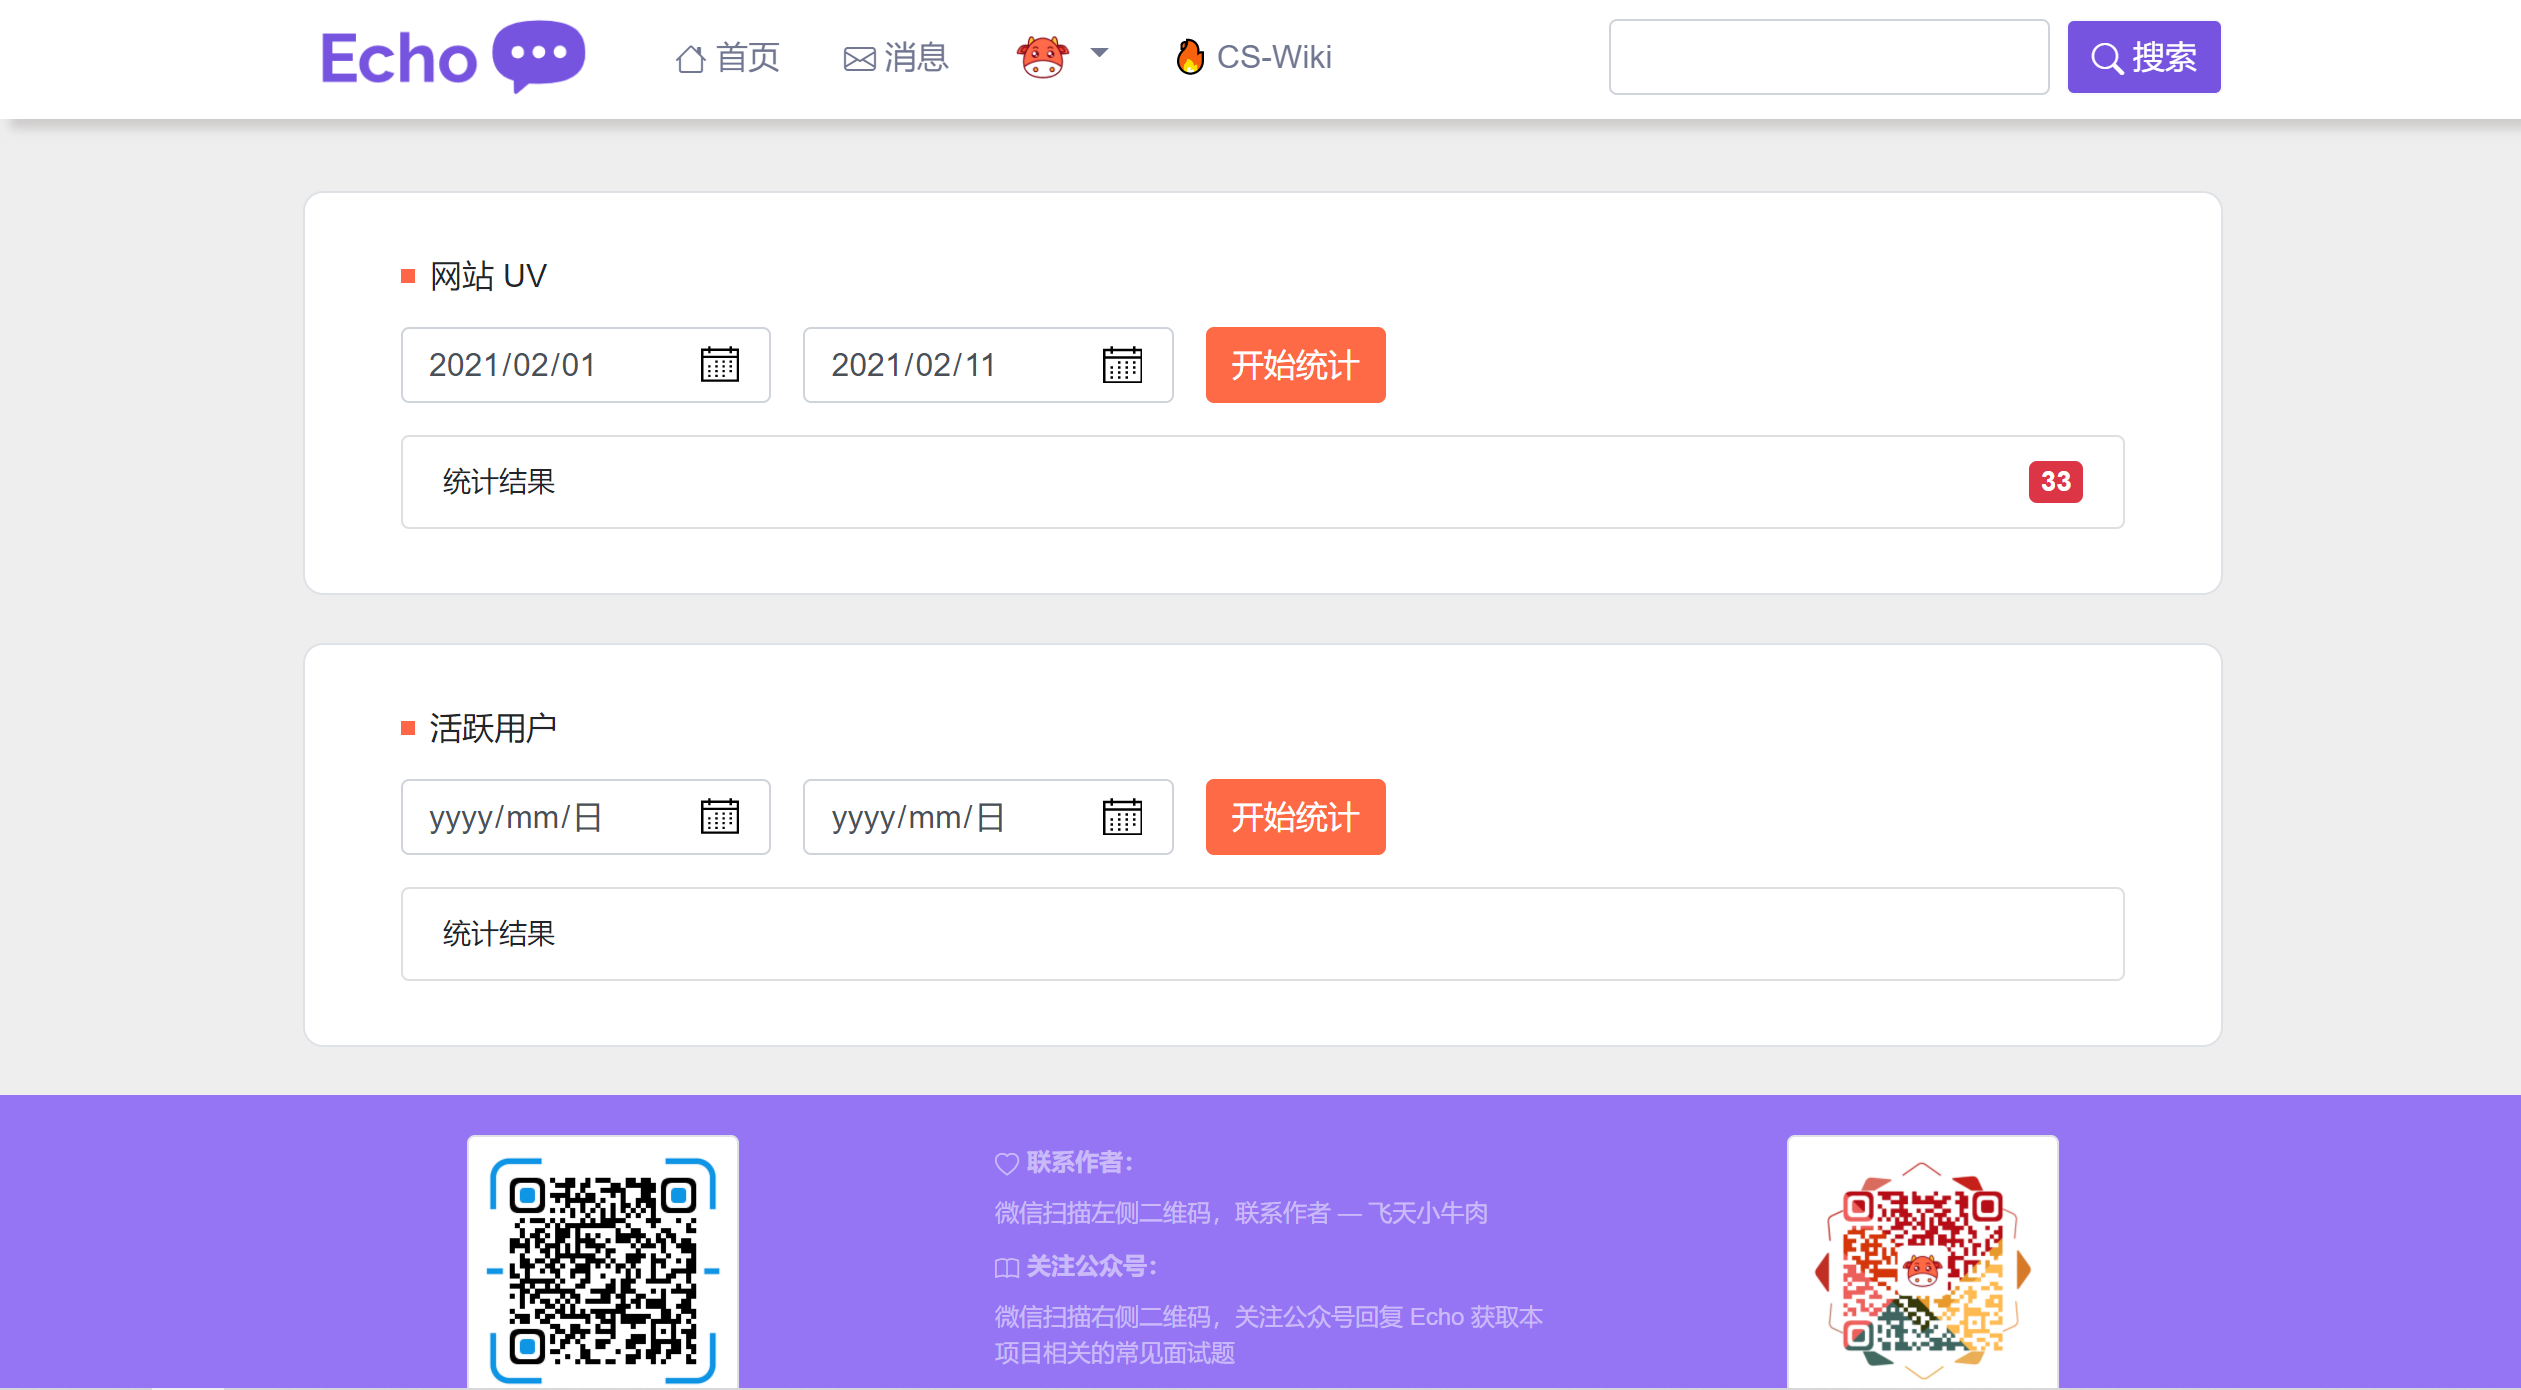 Echo 首页 消息 CS-Wiki 搜索
网站 UV
2021/02/01 2021/02/11 开始统计
统计结果 33
活跃用户
yyyy/mm/日 yyyy/mm/日 开始统计
统计结果
联系作者：
微信扫描左侧二维码，联系作者 — 飞天小牛肉
关注公众号：
微信扫描右侧二维码，关注公众号回复 Echo 获取本
项目相关的常见面试题